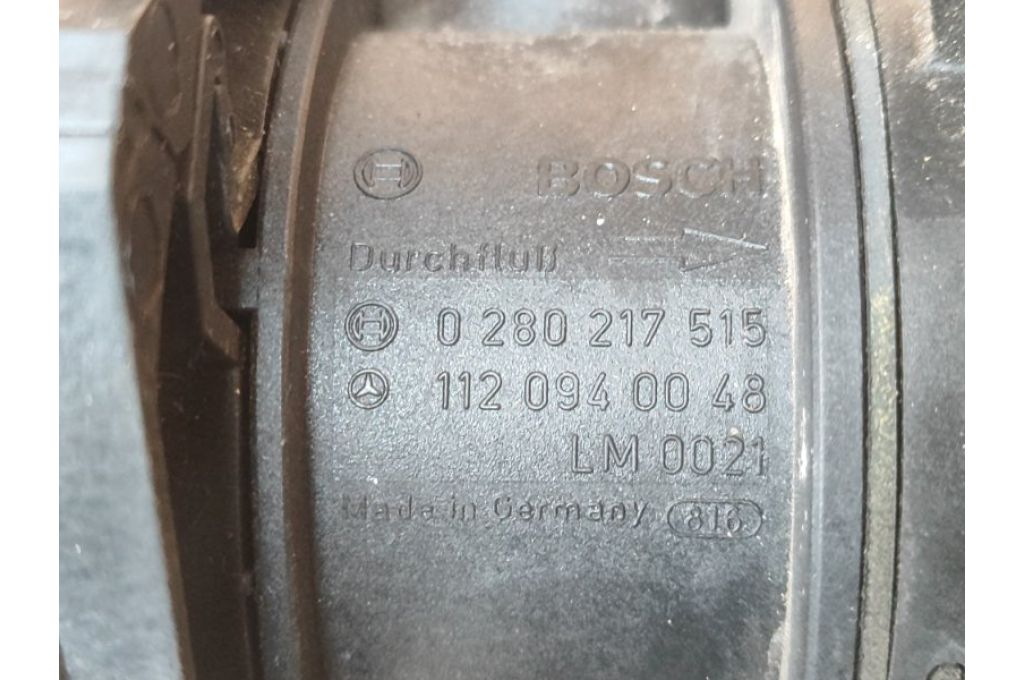 BOSCH
Durchfluß
0 280 217 515
112 094 00 48
LM 0021
Made in Germany 816